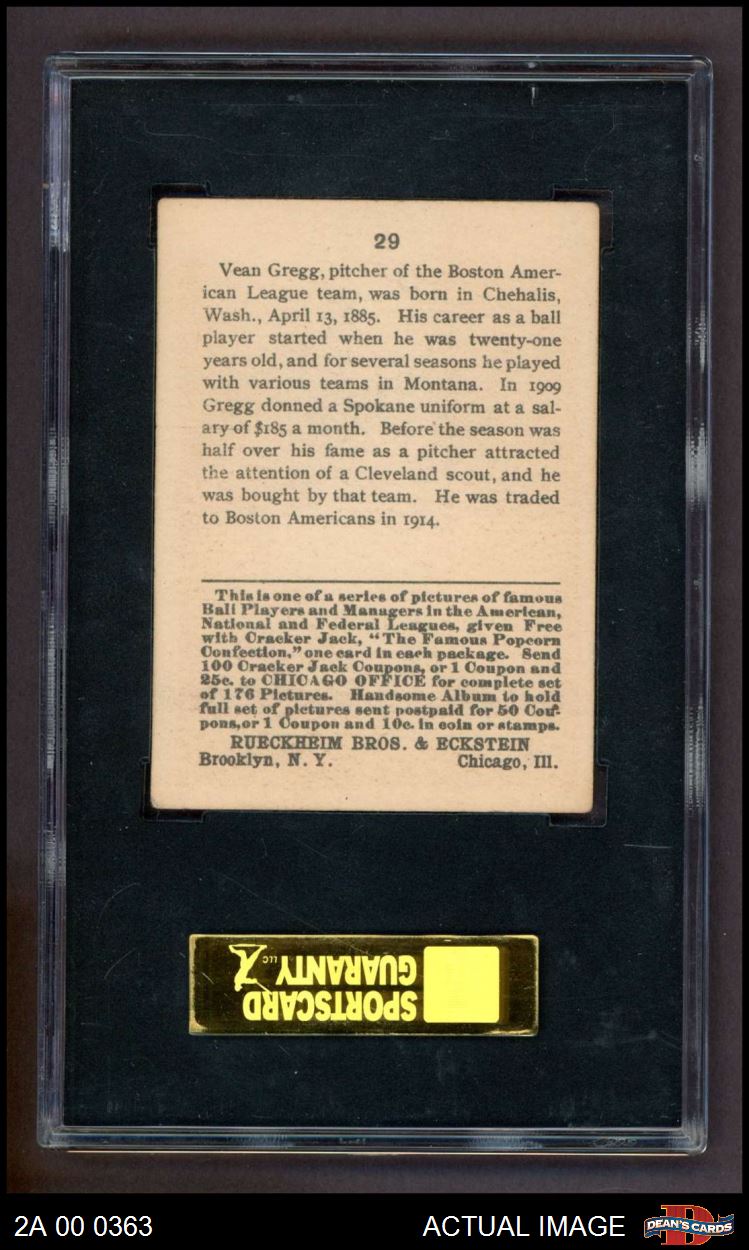 29
Vean Gregg, pitcher of the Boston Amer-
ican League team, was born in Chehalis,
Wash., April 13, 1885. His career as a ball
player started when he was twenty-one
years old, and for several seasons he played
with various teams in Montana. In 1909
Gregg donned a Spokane uniform at a sal-
ary of $185 a month. Before the season was
half over his fame as a pitcher attracted
the attention of a Cleveland scout, and he
was bought by that team. He was traded
to Boston Americans in 1914.
This is one of a series of pictures of famous
Ball Players and Managers in the American,
National and Federal Leagues, given Free
with Cracker Jack, "The Famous Popcorn
Confection," one card in each package. Send
100 Cracker Jack Coupons, or 1 Coupon and
25c. to CHICAGO OFFICE for complete set
of 176 Pictures. Handsome Album to hold
full set of pictures sent postpaid for 50 Cou-
pons, or 1 Coupon and 10c. in coin or stamps.
RUECKHEIM BROS. & ECKSTEIN
Brooklyn, N. Y. Chicago, Ill.
SPORTSCARD
GUARANTY LLC
2A 00 0363 ACTUAL IMAGE DEAN'S CARDS